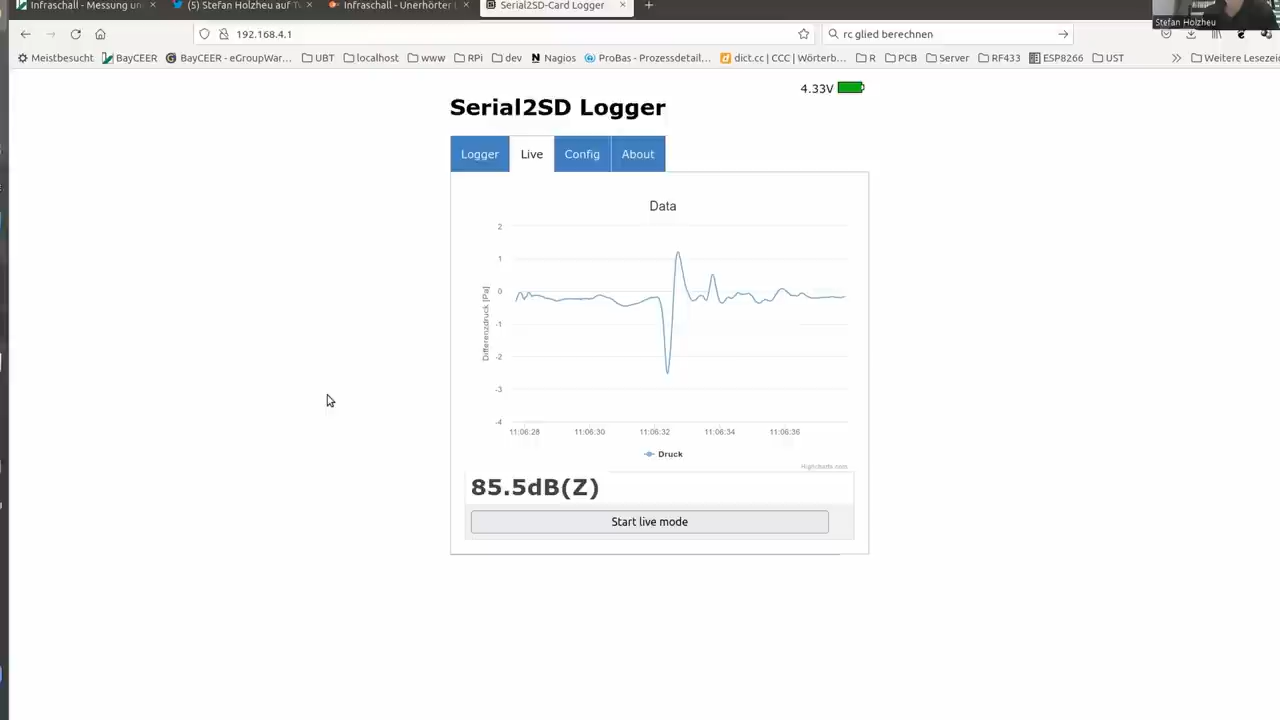 Infraschall - Messung un
(5) Stefan Holzheu auf Tw
Infraschall - Unerhörter L
Serial2SD-Card Logger
Stefan Holzheu
192.168.4.1
rc glied berechnen
Meistbesucht
BayCEER
BayCEER - eGroupWar…
UBT
localhost
www
RPi
dev
Nagios
ProBas - Prozessdetail…
dict.cc | CCC | Wörterb…
R
PCB
Server
RF433
ESP8266
UST
Weitere Lesezei
4.33V
Serial2SD Logger
Logger
Live
Config
About
Data
2
1
0
-1
-2
-3
-4
Differenzdruck [Pa]
11:06:28
11:06:30
11:06:32
11:06:34
11:06:36
Druck
Highcharts.com
85.5dB(Z)
Start live mode